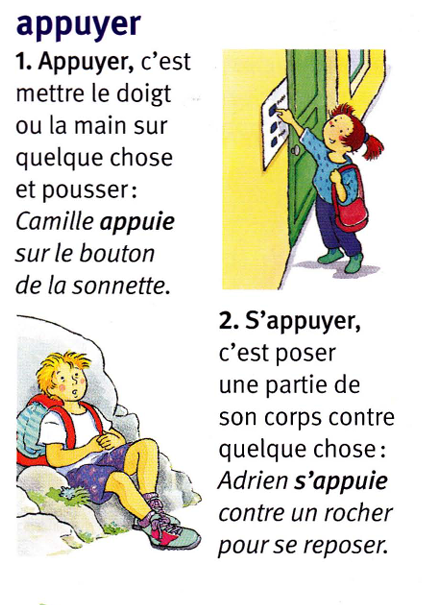 appuyer
1. Appuyer, c'est
mettre le doigt
ou la main sur
quelque chose
et pousser :
Camille appuie
sur le bouton
de la sonnette.
2. S'appuyer,
c'est poser
une partie de
son corps contre
quelque chose :
Adrien s'appuie
contre un rocher
pour se reposer.